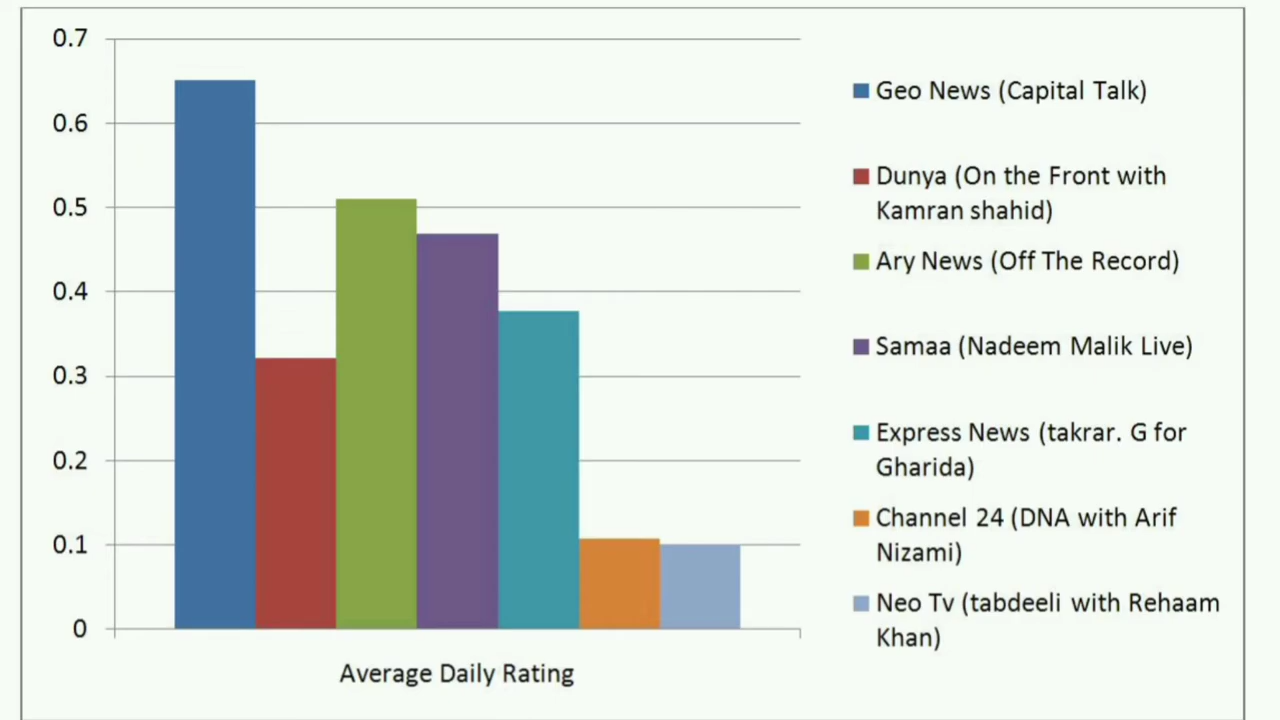 0.7
0.6
0.5
0.4
0.3
0.2
0.1
0
Average Daily Rating
Geo News (Capital Talk)
Dunya (On the Front with
Kamran shahid)
Ary News (Off The Record)
Samaa (Nadeem Malik Live)
Express News (takrar. G for
Gharida)
Channel 24 (DNA with Arif
Nizami)
Neo Tv (tabdeeli with Rehaam
Khan)